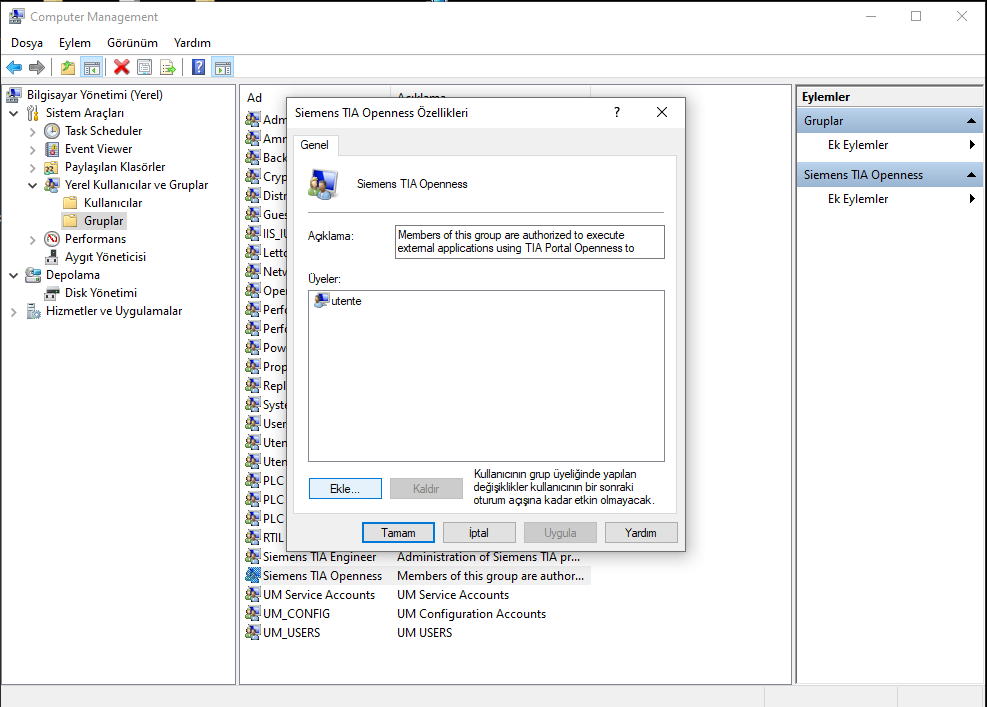 Computer Management
Dosya Eylem Görünüm Yardım
Bilgisayar Yönetimi (Yerel)
Sistem Araçları
Task Scheduler
Event Viewer
Paylaşılan Klasörler
Yerel Kullanıcılar ve Gruplar
Kullanıcılar
Gruplar
Performans
Aygıt Yöneticisi
Depolama
Disk Yönetimi
Hizmetler ve Uygulamalar
Ad
Siemens TIA Openness Özellikleri
?
Genel
Siemens TIA Openness
Açıklama:
Members of this group are authorized to execute
external applications using TIA Portal Openness to
Üyeler:
utente
Ekle...
Kaldır
Kullanıcının grup üyeliğinde yapılan
değişiklikler kullanıcının bir sonraki
oturum açışına kadar etkin olmayacak.
Tamam
İptal
Uygula
Yardım
PLC
PLC
PLC
RTIL
Siemens TIA Engineer Administration of Siemens TIA pr...
Siemens TIA Openness Members of this group are author...
UM Service Accounts UM Service Accounts
UM_CONFIG UM Configuration Accounts
UM_USERS UM USERS
Eylemler
Gruplar
Ek Eylemler
Siemens TIA Openness
Ek Eylemler